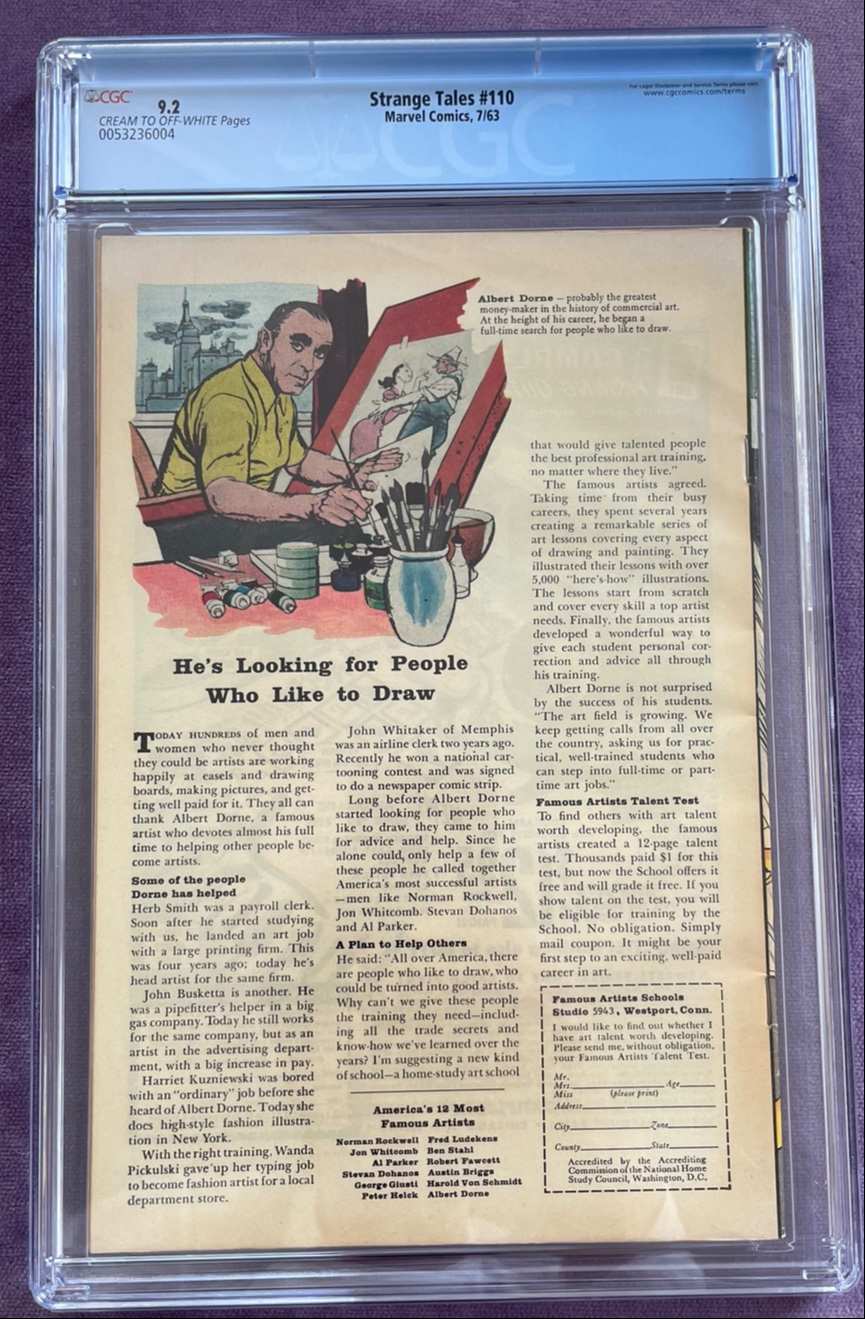 CGC
9.2
CREAM TO OFF-WHITE Pages
0053236004
Strange Tales #110
Marvel Comics, 7/63
For Legal Disclaimer and Service Terms please visit:
www.cgccomics.com/terms
CGC
Albert Dorne — probably the greatest
money-maker in the history of commercial art.
At the height of his career, he began a
full-time search for people who like to draw.
He's Looking for People
Who Like to Draw
TODAY HUNDREDS of men and
women who never thought
they could be artists are working
happily at easels and drawing
boards, making pictures, and get-
ting well paid for it. They all can
thank Albert Dorne, a famous
artist who devotes almost his full
time to helping other people be-
come artists.
Some of the people
Dorne has helped
Herb Smith was a payroll clerk.
Soon after he started studying
with us, he landed an art job
with a large printing firm. This
was four years ago; today he's
head artist for the same firm.
John Busketta is another. He
was a pipefitter's helper in a big
gas company. Today he still works
for the same company, but as an
artist in the advertising depart-
ment, with a big increase in pay.
Harriet Kuzniewski was bored
with an "ordinary" job before she
heard of Albert Dorne. Today she
does high-style fashion illustra-
tion in New York.
With the right training, Wanda
Pickulski gave up her typing job
to become fashion artist for a local
department store.
John Whitaker of Memphis
was an airline clerk two years ago.
Recently he won a national car-
tooning contest and was signed
to do a newspaper comic strip.
Long before Albert Dorne
started looking for people who
like to draw, they came to him
for advice and help. Since he
alone could, only help a few of
these people he called together
America's most successful artists
—men like Norman Rockwell,
Jon Whitcomb. Stevan Dohanos
and Al Parker.
A Plan to Help Others
He said: "All over America, there
are people who like to draw, who
could be turned into good artists.
Why can't we give these people
the training they need—includ-
ing all the trade secrets and
know-how we've learned over the
years? I'm suggesting a new kind
of school—a home-study art school
America's 12 Most
Famous Artists
Norman Rockwell Fred Ludekens
Jon Whitcomb Ben Stahl
Al Parker Robert Fawcett
Stevan Dohanos Austin Briggs
George Giusti Harold Von Schmidt
Peter Helck Albert Dorne
that would give talented people
the best professional art training,
no matter where they live."
The famous artists agreed.
Taking time from their busy
careers, they spent several years
creating a remarkable series of
art lessons covering every aspect
of drawing and painting. They
illustrated their lessons with over
5,000 "here's-how" illustrations.
The lessons start from scratch
and cover every skill a top artist
needs. Finally, the famous artists
developed a wonderful way to
give each student personal cor-
rection and advice all through
his training.
Albert Dorne is not surprised
by the success of his students.
"The art field is growing. We
keep getting calls from all over
the country, asking us for prac-
tical, well-trained students who
can step into full-time or part-
time art jobs."
Famous Artists Talent Test
To find others with art talent
worth developing, the famous
artists created a 12-page talent
test. Thousands paid $1 for this
test, but now the School offers it
free and will grade it free. If you
show talent on the test, you will
be eligible for training by the
School. No obligation. Simply
mail coupon. It might be your
first step to an exciting, well-paid
career in art.
Famous Artists Schools
Studio 5943, Westport, Conn.
I would like to find out whether I
have art talent worth developing.
Please send me, without obligation,
your Famous Artists Talent Test.
Mr.
Mrs. Age
Miss (please print)
Address
City Zone
County State
Accredited by the Accrediting
Commission of the National Home
Study Council, Washington, D.C.